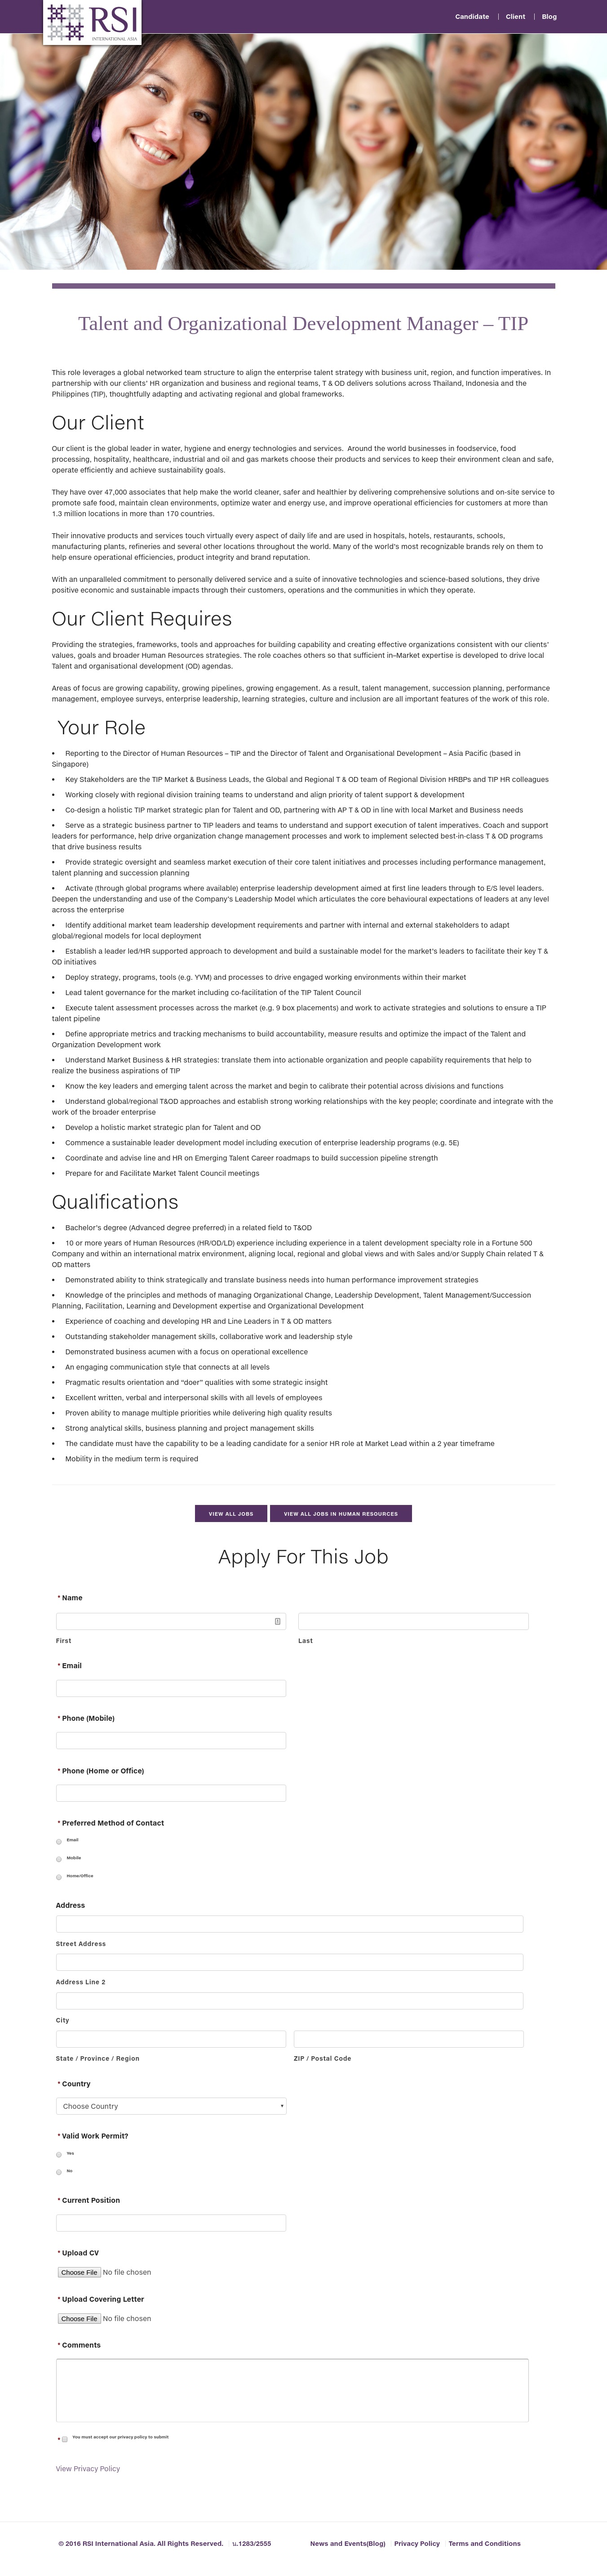 RSI
INTERNATIONAL ASIA
Candidate | Client | Blog
Talent and Organizational Development Manager – TIP
This role leverages a global networked team structure to align the enterprise talent strategy with business unit, region, and function imperatives. In
partnership with our clients' HR organization and business and regional teams, T & OD delivers solutions across Thailand, Indonesia and the
Philippines (TIP), thoughtfully adapting and activating regional and global frameworks.
Our Client
Our client is the global leader in water, hygiene and energy technologies and services.  Around the world businesses in foodservice, food
processing, hospitality, healthcare, industrial and oil and gas markets choose their products and services to keep their environment clean and safe,
operate efficiently and achieve sustainability goals.
They have over 47,000 associates that help make the world cleaner, safer and healthier by delivering comprehensive solutions and on-site service to
promote safe food, maintain clean environments, optimize water and energy use, and improve operational efficiencies for customers at more than
1.3 million locations in more than 170 countries.
Their innovative products and services touch virtually every aspect of daily life and are used in hospitals, hotels, restaurants, schools,
manufacturing plants, refineries and several other locations throughout the world. Many of the world's most recognizable brands rely on them to
help ensure operational efficiencies, product integrity and brand reputation.
With an unparalleled commitment to personally delivered service and a suite of innovative technologies and science-based solutions, they drive
positive economic and sustainable impacts through their customers, operations and the communities in which they operate.
Our Client Requires
Providing the strategies, frameworks, tools and approaches for building capability and creating effective organizations consistent with our clients'
values, goals and broader Human Resources strategies. The role coaches others so that sufficient in-Market expertise is developed to drive local
Talent and organisational development (OD) agendas.
Areas of focus are growing capability, growing pipelines, growing engagement. As a result, talent management, succession planning, performance
management, employee surveys, enterprise leadership, learning strategies, culture and inclusion are all important features of the work of this role.
Your Role
• Reporting to the Director of Human Resources – TIP and the Director of Talent and Organisational Development – Asia Pacific (based in
Singapore)
• Key Stakeholders are the TIP Market & Business Leads, the Global and Regional T & OD team of Regional Division HRBPs and TIP HR colleagues
• Working closely with regional division training teams to understand and align priority of talent support & development
• Co-design a holistic TIP market strategic plan for Talent and OD, partnering with AP T & OD in line with local Market and Business needs
• Serve as a strategic business partner to TIP leaders and teams to understand and support execution of talent imperatives. Coach and support
leaders for performance, help drive organization change management processes and work to implement selected best-in-class T & OD programs
that drive business results
• Provide strategic oversight and seamless market execution of their core talent initiatives and processes including performance management,
talent planning and succession planning
• Activate (through global programs where available) enterprise leadership development aimed at first line leaders through to E/S level leaders.
Deepen the understanding and use of the Company's Leadership Model which articulates the core behavioural expectations of leaders at any level
across the enterprise
• Identify additional market team leadership development requirements and partner with internal and external stakeholders to adapt
global/regional models for local deployment
• Establish a leader led/HR supported approach to development and build a sustainable model for the market's leaders to facilitate their key T &
OD initiatives
• Deploy strategy, programs, tools (e.g. YVM) and processes to drive engaged working environments within their market
• Lead talent governance for the market including co-facilitation of the TIP Talent Council
• Execute talent assessment processes across the market (e.g. 9 box placements) and work to activate strategies and solutions to ensure a TIP
talent pipeline
• Define appropriate metrics and tracking mechanisms to build accountability, measure results and optimize the impact of the Talent and
Organization Development work
• Understand Market Business & HR strategies: translate them into actionable organization and people capability requirements that help to
realize the business aspirations of TIP
• Know the key leaders and emerging talent across the market and begin to calibrate their potential across divisions and functions
• Understand global/regional T&OD approaches and establish strong working relationships with the key people; coordinate and integrate with the
work of the broader enterprise
• Develop a holistic market strategic plan for Talent and OD
• Commence a sustainable leader development model including execution of enterprise leadership programs (e.g. 5E)
• Coordinate and advise line and HR on Emerging Talent Career roadmaps to build succession pipeline strength
• Prepare for and Facilitate Market Talent Council meetings
Qualifications
• Bachelor's degree (Advanced degree preferred) in a related field to T&OD
• 10 or more years of Human Resources (HR/OD/LD) experience including experience in a talent development specialty role in a Fortune 500
Company and within an international matrix environment, aligning local, regional and global views and with Sales and/or Supply Chain related T &
OD matters
• Demonstrated ability to think strategically and translate business needs into human performance improvement strategies
• Knowledge of the principles and methods of managing Organizational Change, Leadership Development, Talent Management/Succession
Planning, Facilitation, Learning and Development expertise and Organizational Development
• Experience of coaching and developing HR and Line Leaders in T & OD matters
• Outstanding stakeholder management skills, collaborative work and leadership style
• Demonstrated business acumen with a focus on operational excellence
• An engaging communication style that connects at all levels
• Pragmatic results orientation and "doer" qualities with some strategic insight
• Excellent written, verbal and interpersonal skills with all levels of employees
• Proven ability to manage multiple priorities while delivering high quality results
• Strong analytical skills, business planning and project management skills
• The candidate must have the capability to be a leading candidate for a senior HR role at Market Lead within a 2 year timeframe
• Mobility in the medium term is required
VIEW ALL JOBS VIEW ALL JOBS IN HUMAN RESOURCES
Apply For This Job
* Name
First Last
* Email
* Phone (Mobile)
* Phone (Home or Office)
* Preferred Method of Contact
Email
Mobile
Home/Office
Address
Street Address
Address Line 2
City
State / Province / Region ZIP / Postal Code
* Country
Choose Country
* Valid Work Permit?
Yes
No
* Current Position
* Upload CV
Choose File No file chosen
* Upload Covering Letter
Choose File No file chosen
* Comments
* You must accept our privacy policy to submit
View Privacy Policy
© 2016 RSI International Asia. All Rights Reserved. น.1283/2555 News and Events(Blog) Privacy Policy Terms and Conditions